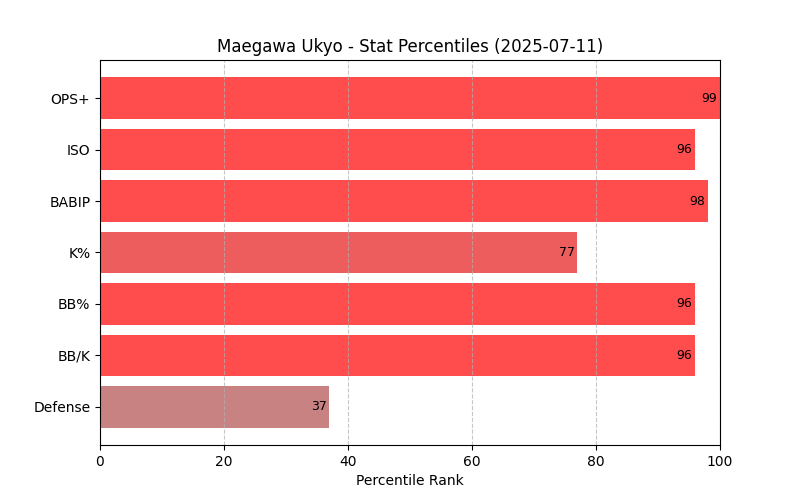 Maegawa Ukyo - Stat Percentiles (2025-07-11)
OPS+ 99
ISO 96
BABIP 98
K% 77
BB% 96
BB/K 96
Defense 37
0 20 40 60 80 100
Percentile Rank